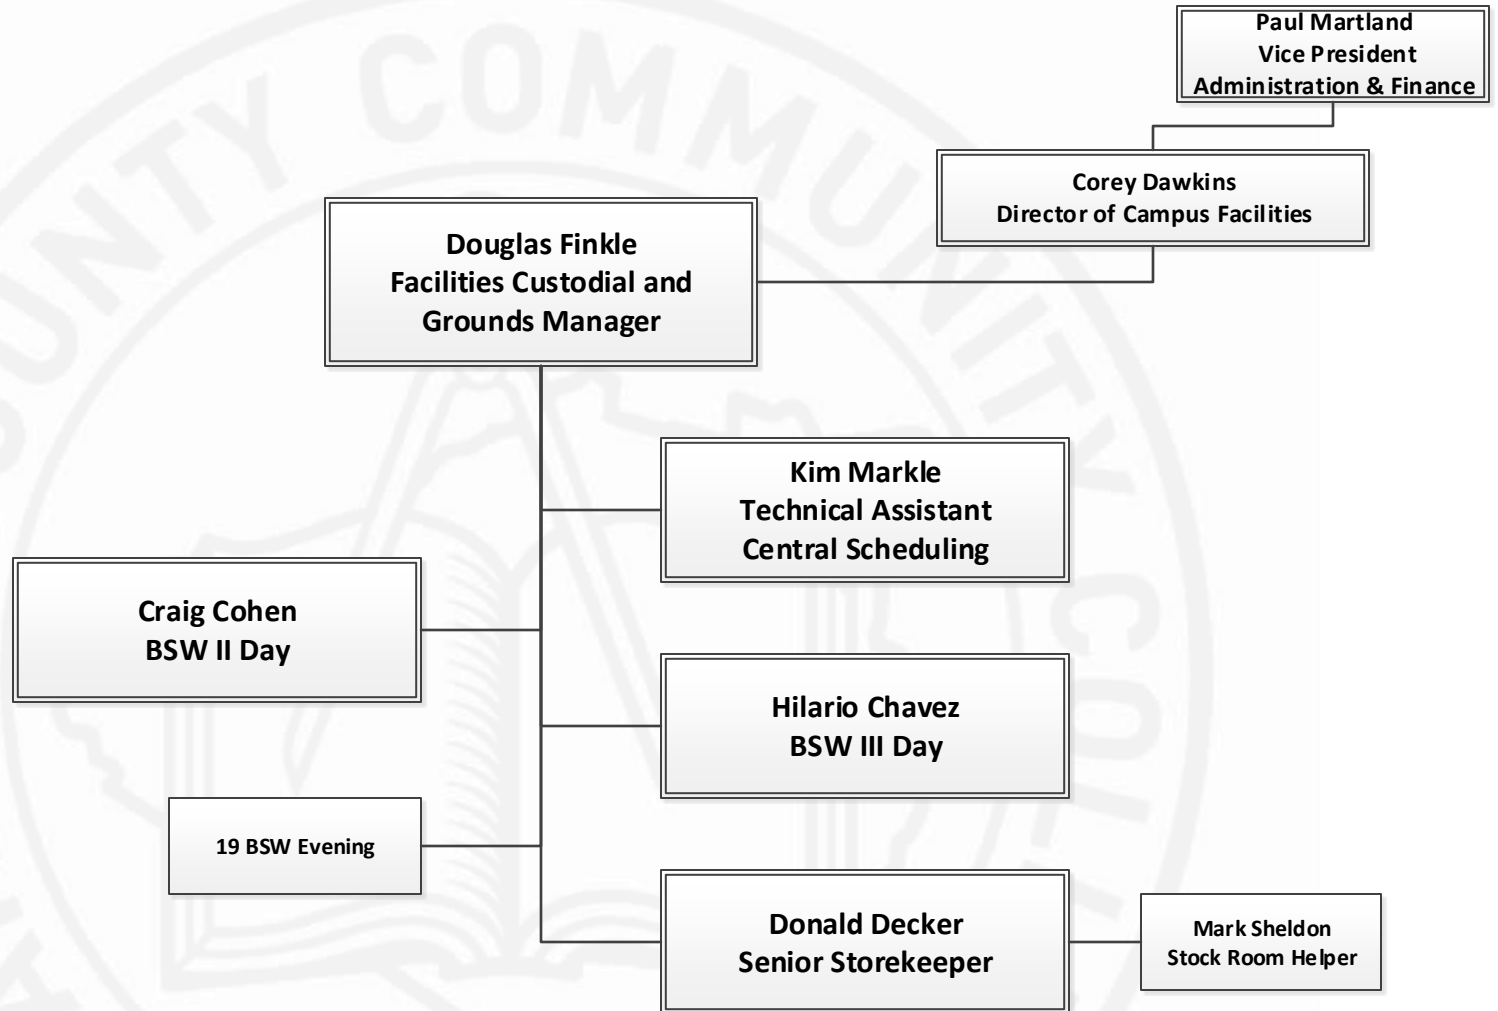 Paul Martland
Vice President
Administration & Finance
Corey Dawkins
Director of Campus Facilities
Douglas Finkle
Facilities Custodial and
Grounds Manager
Kim Markle
Technical Assistant
Central Scheduling
Craig Cohen
BSW II Day
Hilario Chavez
BSW III Day
19 BSW Evening
Donald Decker
Senior Storekeeper
Mark Sheldon
Stock Room Helper
COUNTY COMMUNITY